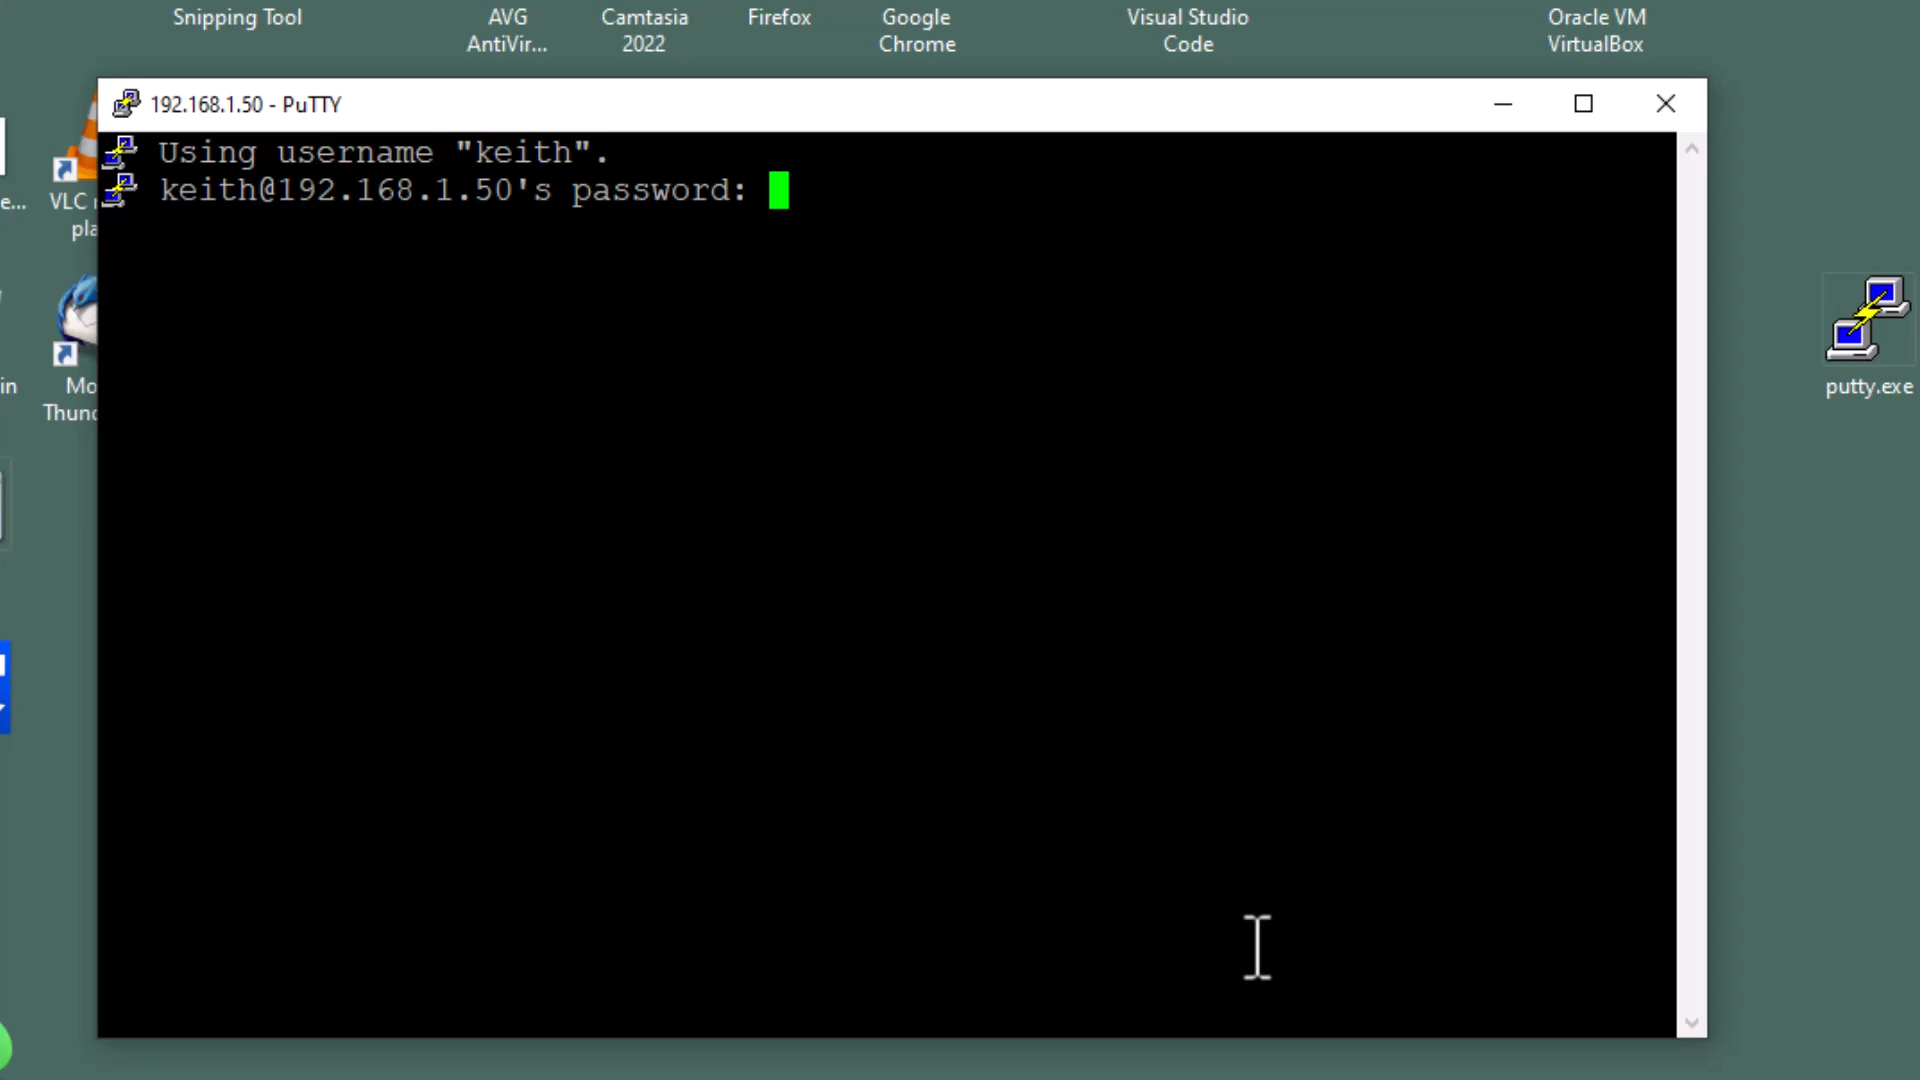 Snipping Tool
AVG
AntiVir...
Camtasia
2022
Firefox
Google
Chrome
Visual Studio
Code
Oracle VM
VirtualBox
192.168.1.50 - PuTTY
Using username "keith".
keith@192.168.1.50's password:
e...
VLC
pla
in
Mo
Thund
putty.exe